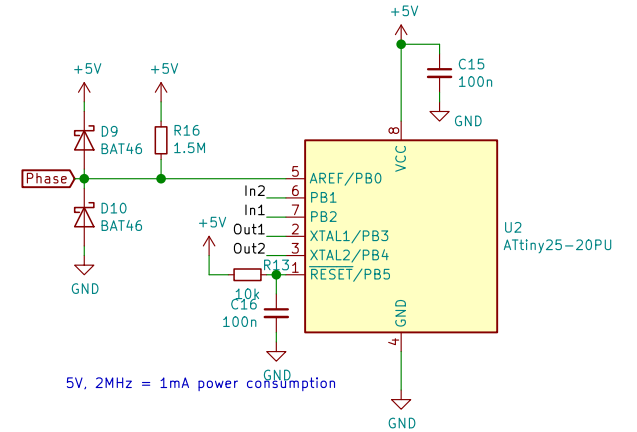 +5V
+5V
+5V
C15
100n
GND
D9
BAT46
R16
1.5M
8
VCC
Phase
5
AREF/PB0
In2
6
PB1
In1
7
PB2
D10
BAT46
+5V
Out1
2
XTAL1/PB3
U2
ATtiny25-20PU
Out2
3
XTAL2/PB4
R13
1
RESET/PB5
GND
10k
C16
100n
GND
4
GND
5V, 2MHz = 1mA power consumption
GND